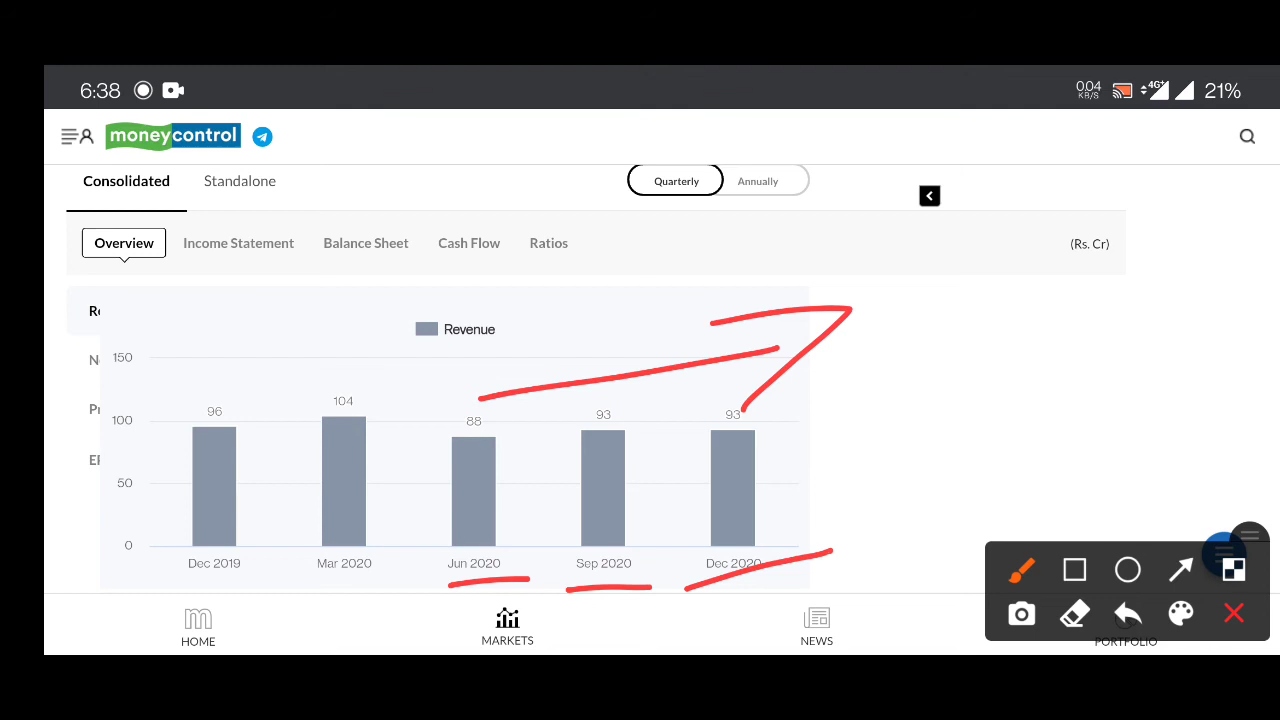 6:38 0.04 KB/S 4G+ 21%
moneycontrol
Consolidated Standalone Quarterly Annually
Overview Income Statement Balance Sheet Cash Flow Ratios (Rs. Cr)
Revenue
150
100
50
0
96 104 88 93 93
Dec 2019 Mar 2020 Jun 2020 Sep 2020 Dec 2020
HOME MARKETS NEWS PORTFOLIO